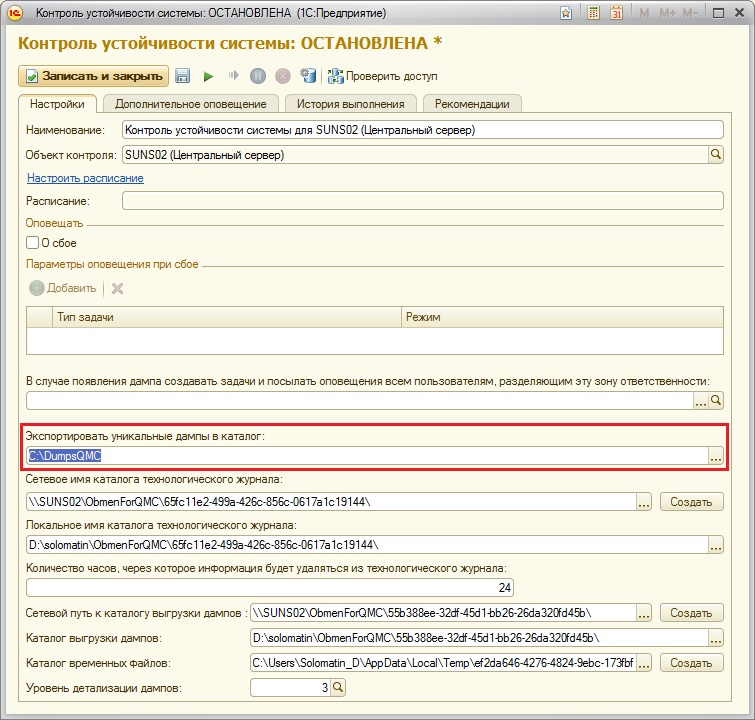 Контроль устойчивости системы: ОСТАНОВЛЕНА (1С:Предприятие)
M M+ M-
Контроль устойчивости системы: ОСТАНОВЛЕНА *
Записать и закрыть
Проверить доступ
Настройки Дополнительное оповещение История выполнения Рекомендации
Наименование: Контроль устойчивости системы для SUNS02 (Центральный сервер)
Объект контроля: SUNS02 (Центральный сервер)
Настроить расписание
Расписание:
Оповещать
О сбое
Параметры оповещения при сбое
Добавить
Тип задачи Режим
В случае появления дампа создавать задачи и посылать оповещения всем пользователям, разделяющим эту зону ответственности:
...
Экспортировать уникальные дампы в каталог:
C:\DumpsQMC ...
Сетевое имя каталога технологического журнала:
\\SUNS02\ObmenForQMC\65fc11e2-499a-426c-856c-0617a1c19144\ ... Создать
Локальное имя каталога технологического журнала:
D:\solomatin\ObmenForQMC\65fc11e2-499a-426c-856c-0617a1c19144\ ...
Количество часов, через которое информация будет удаляться из технологического журнала:
24
Сетевой путь к каталогу выгрузки дампов : \\SUNS02\ObmenForQMC\55b388ee-32df-45d1-bb26-26da320fd45b\ ... Создать
Каталог выгрузки дампов: D:\solomatin\ObmenForQMC\55b388ee-32df-45d1-bb26-26da320fd45b\ ...
Каталог временных файлов: C:\Users\Solomatin_D\AppData\Local\Temp\ef2da646-4276-4824-9ebc-173fbf ... Создать
Уровень детализации дампов: 3